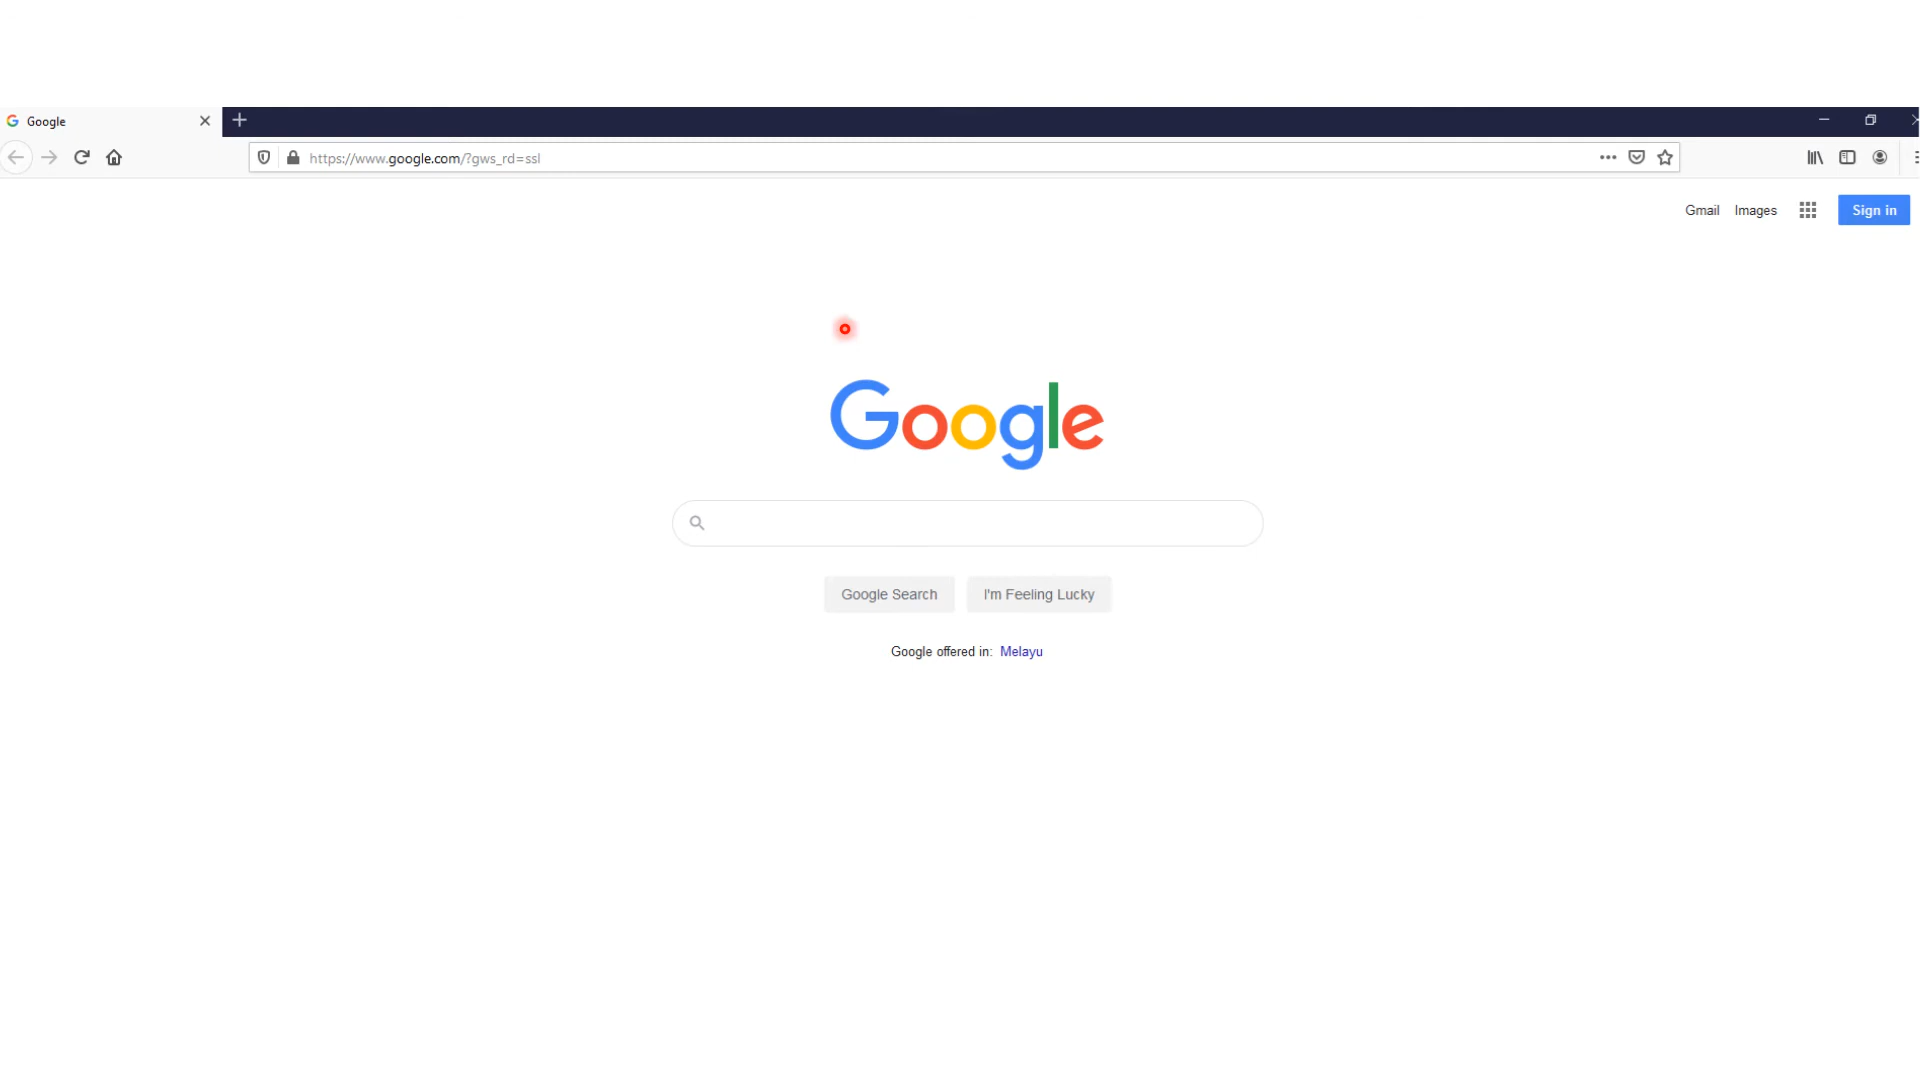 Google
https://www.google.com/?gws_rd=ssl
Gmail Images Sign in
Google
Google Search I'm Feeling Lucky
Google offered in: Melayu